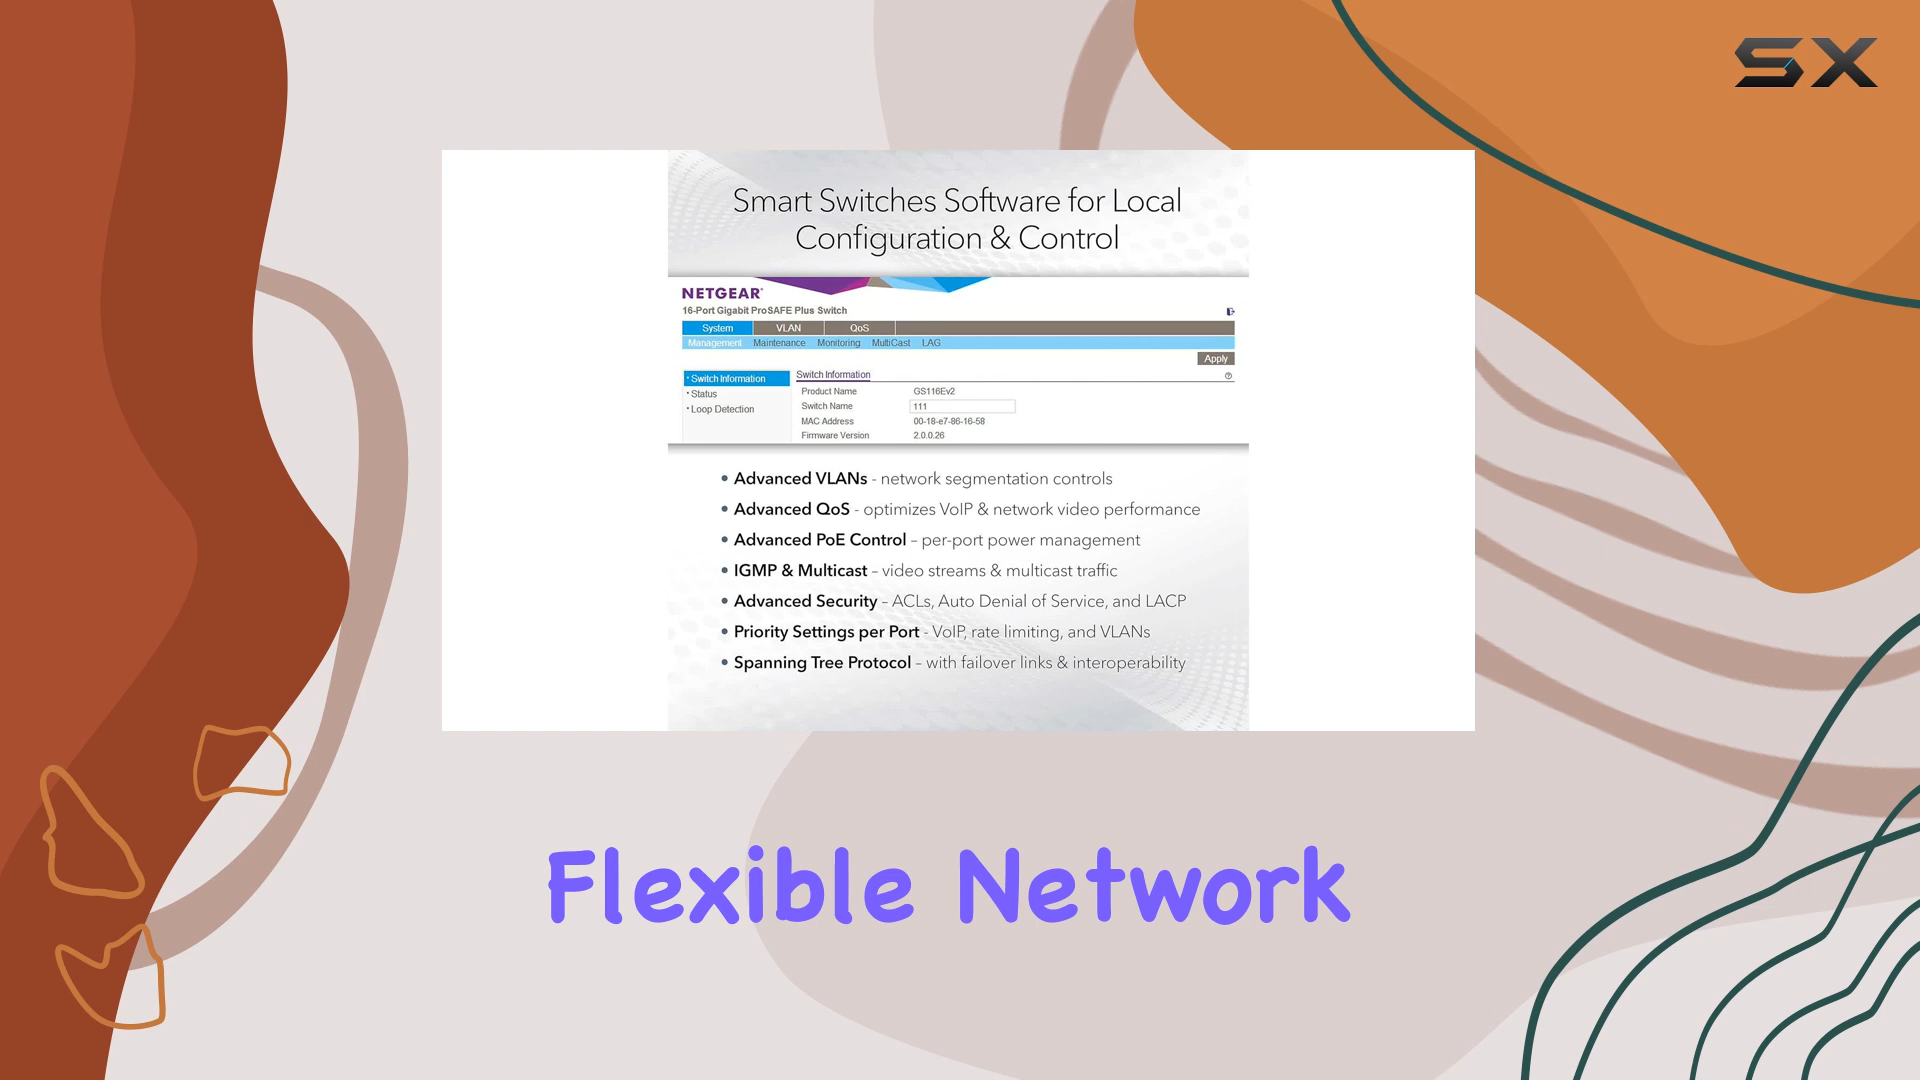 SX
Smart Switches Software for Local
Configuration & Control
NETGEAR®
16-Port Gigabit ProSAFE Plus Switch
System VLAN QoS
Management Maintenance Monitoring MultiCast LAG
Apply
Switch Information
Status
Loop Detection
Switch Information
Product Name GS116Ev2
Switch Name 111
MAC Address 00-18-e7-86-16-58
Firmware Version 2.0.0.26
• Advanced VLANs - network segmentation controls
• Advanced QoS - optimizes VoIP & network video performance
• Advanced PoE Control – per-port power management
• IGMP & Multicast – video streams & multicast traffic
• Advanced Security – ACLs, Auto Denial of Service, and LACP
• Priority Settings per Port - VoIP, rate limiting, and VLANs
• Spanning Tree Protocol – with failover links & interoperability
Flexible Network